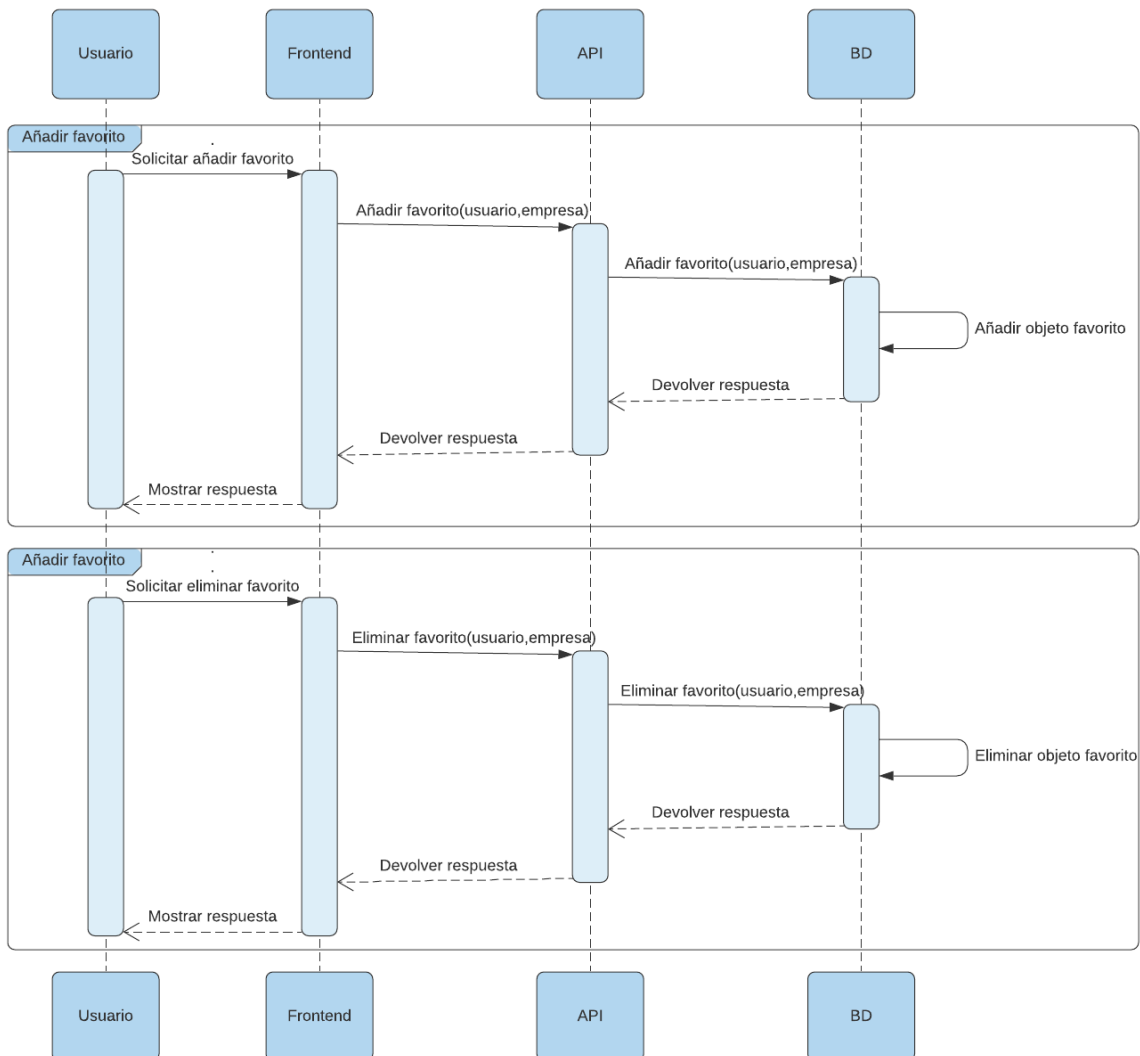 Usuario
Frontend
API
BD
Añadir favorito
Solicitar añadir favorito
Añadir favorito(usuario,empresa)
Añadir favorito(usuario,empresa)
Añadir objeto favorito
Devolver respuesta
Devolver respuesta
Mostrar respuesta
Añadir favorito
Solicitar eliminar favorito
Eliminar favorito(usuario,empresa)
Eliminar favorito(usuario,empresa)
Eliminar objeto favorito
Devolver respuesta
Devolver respuesta
Mostrar respuesta
Usuario
Frontend
API
BD